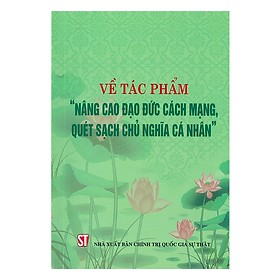 VỀ TÁC PHẨM
"NÂNG CAO ĐẠO ĐỨC CÁCH MẠNG,
QUÉT SẠCH CHỦ NGHĨA CÁ NHÂN"
ST
NHÀ XUẤT BẢN CHÍNH TRỊ QUỐC GIA SỰ THẬT